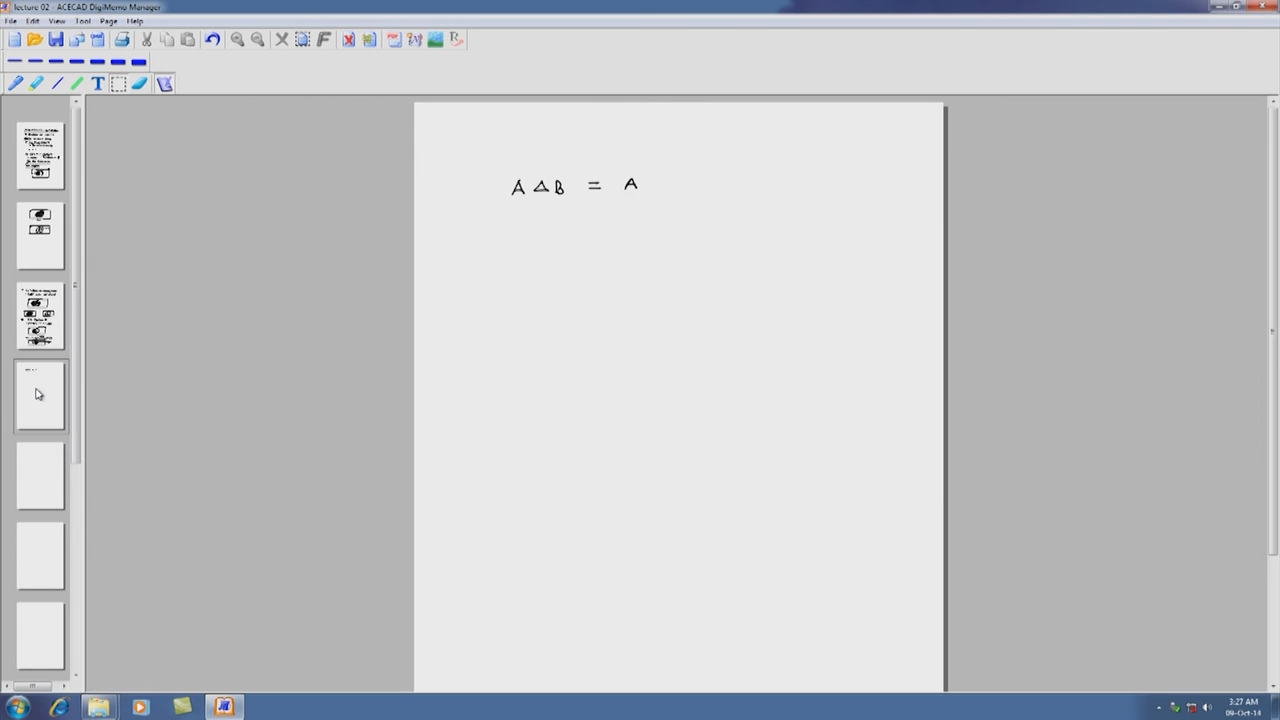 lecture 02 - ACECAD DigiMemo Manager
File Edit View Tool Page Help
A Δ B = A
3:27 AM
09-Oct-14